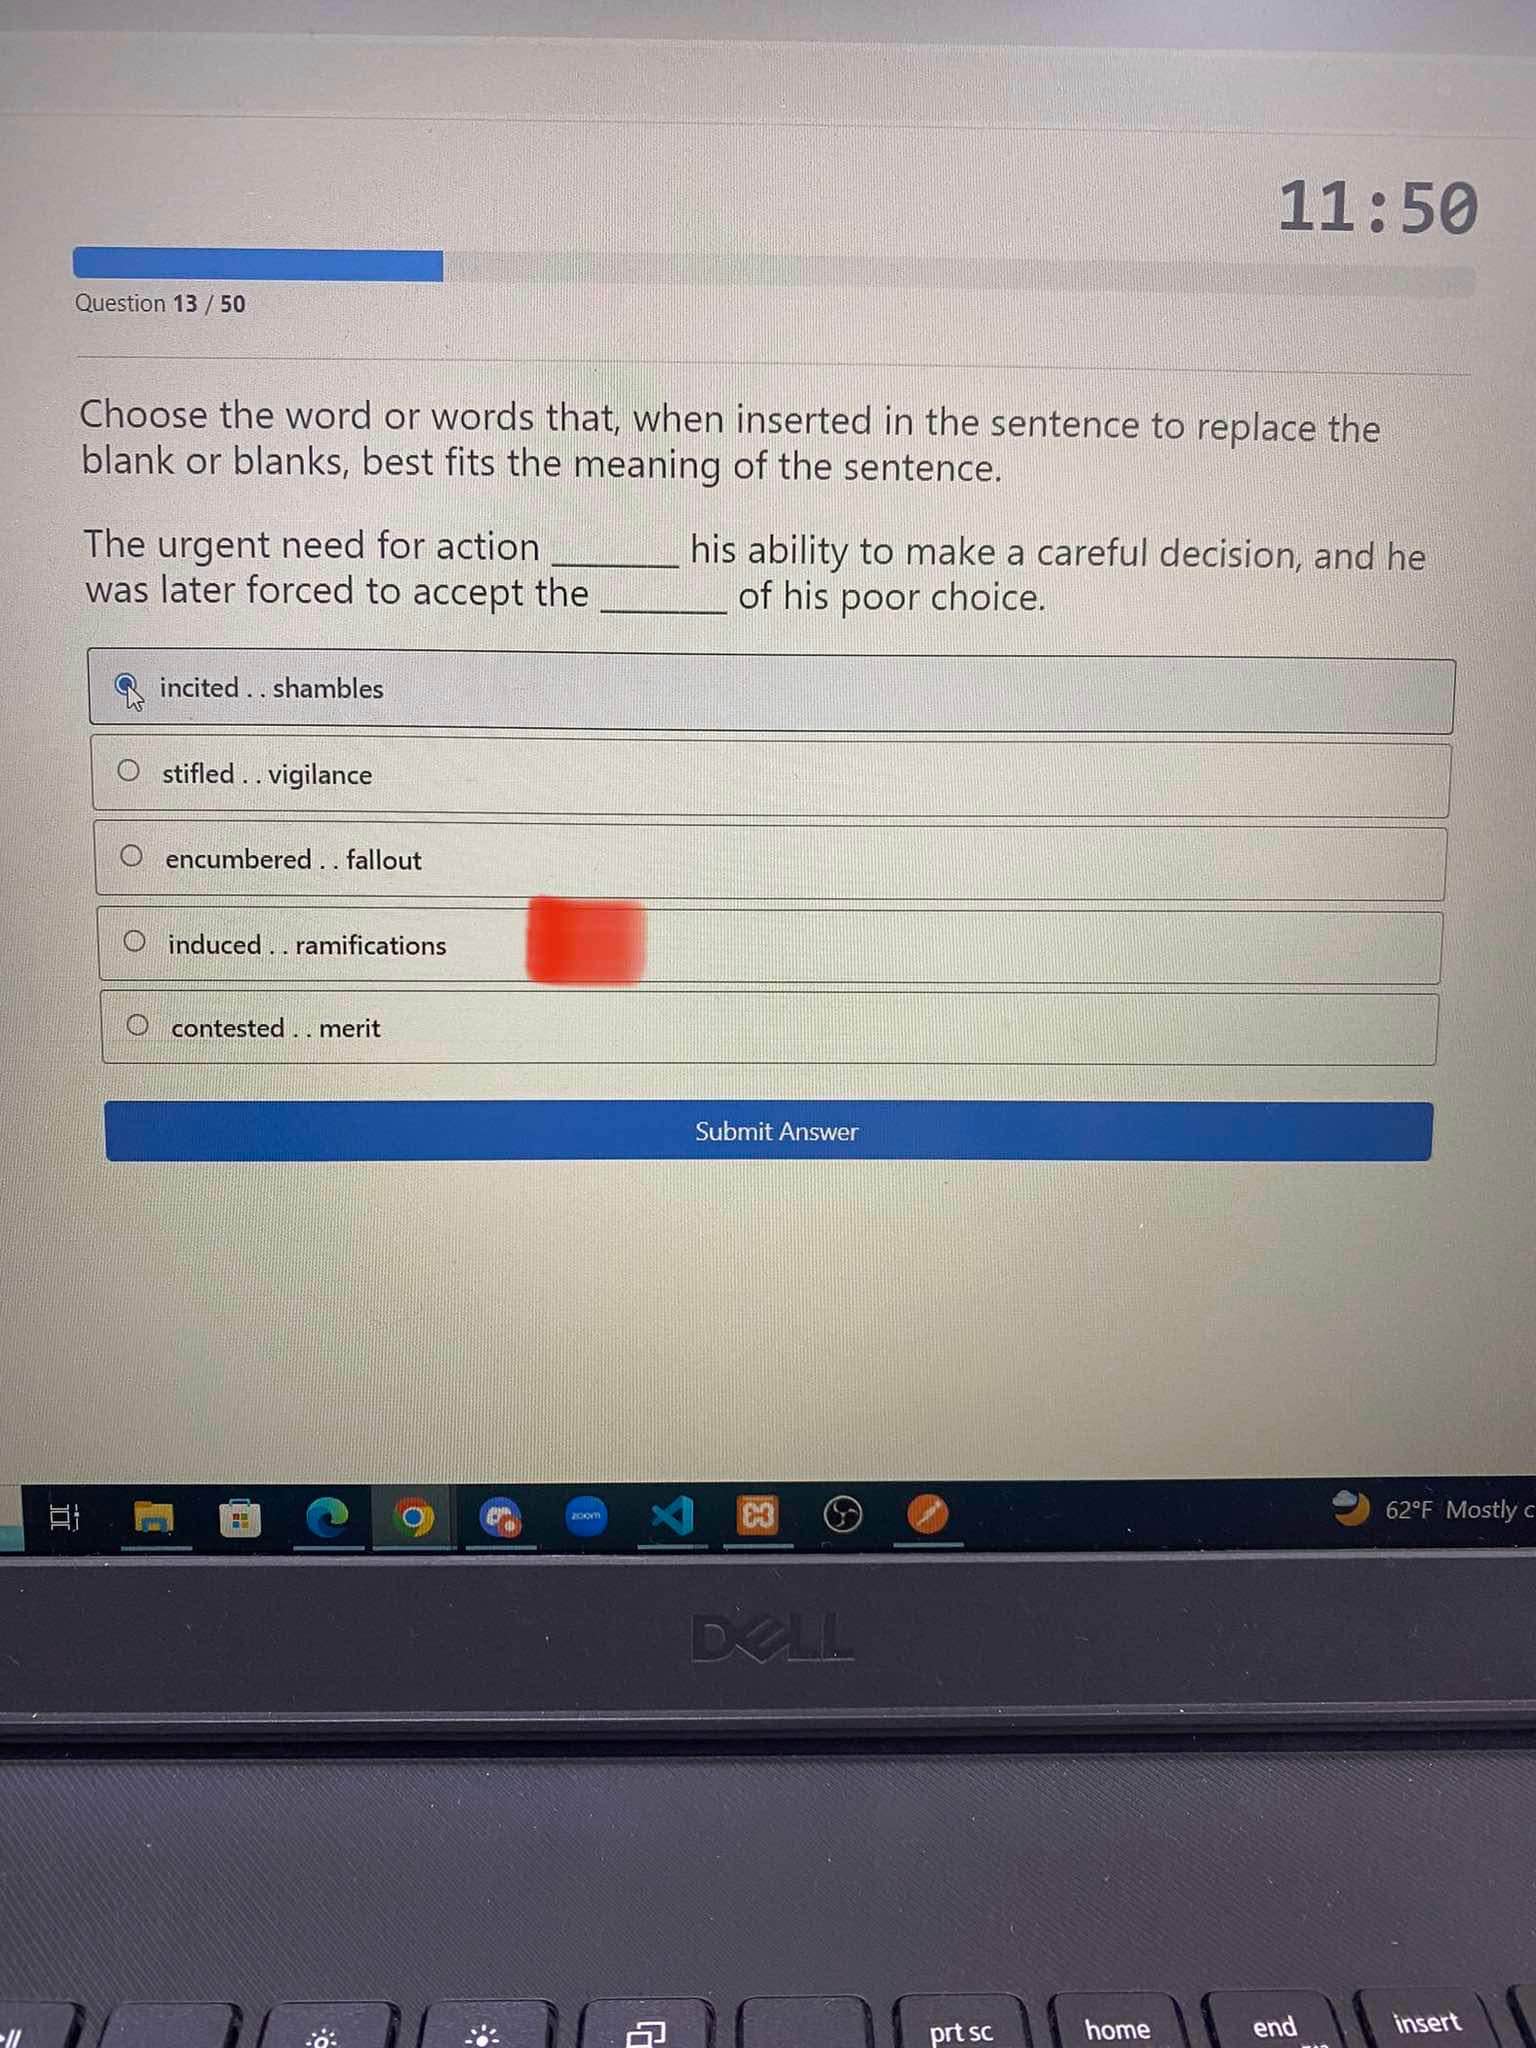 11:50
Question 13 / 50
Choose the word or words that, when inserted in the sentence to replace the
blank or blanks, best fits the meaning of the sentence.
The urgent need for action _______ his ability to make a careful decision, and he
was later forced to accept the _______ of his poor choice.
incited . . shambles
stifled . . vigilance
encumbered . . fallout
induced . . ramifications
contested . . merit
Submit Answer
zoom
62°F Mostly c
DELL
prt sc
home
end
insert